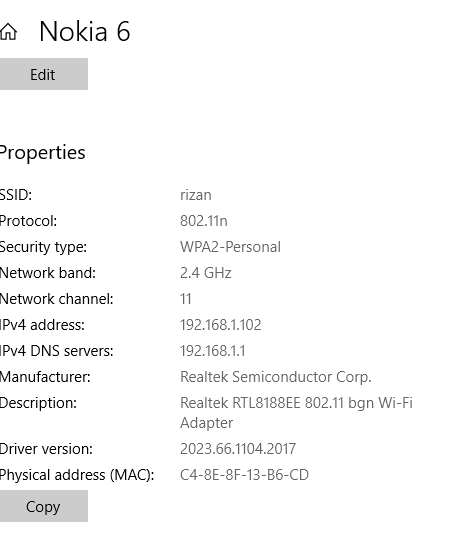 Nokia 6
Edit
Properties
SSID: rizan
Protocol: 802.11n
Security type: WPA2-Personal
Network band: 2.4 GHz
Network channel: 11
IPv4 address: 192.168.1.102
IPv4 DNS servers: 192.168.1.1
Manufacturer: Realtek Semiconductor Corp.
Description: Realtek RTL8188EE 802.11 bgn Wi-Fi
Adapter
Driver version: 2023.66.1104.2017
Physical address (MAC): C4-8E-8F-13-B6-CD
Copy